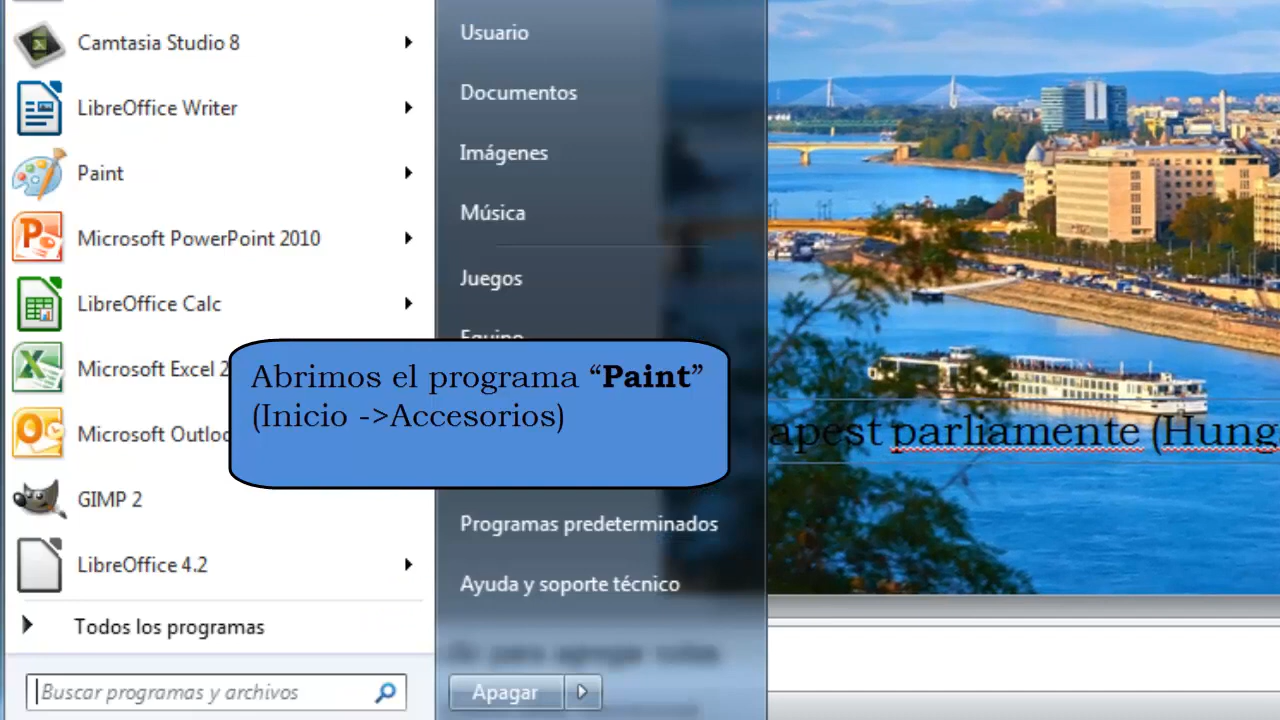 Camtasia Studio 8
LibreOffice Writer
Paint
Microsoft PowerPoint 2010
LibreOffice Calc
Microsoft Excel 2
Microsoft Outloo
GIMP 2
LibreOffice 4.2
Todos los programas
Buscar programas y archivos
Usuario
Documentos
Imágenes
Música
Juegos
Equipo
Abrimos el programa “Paint”
(Inicio ->Accesorios)
Programas predeterminados
Ayuda y soporte técnico
Apagar
apest parliamente (Hung